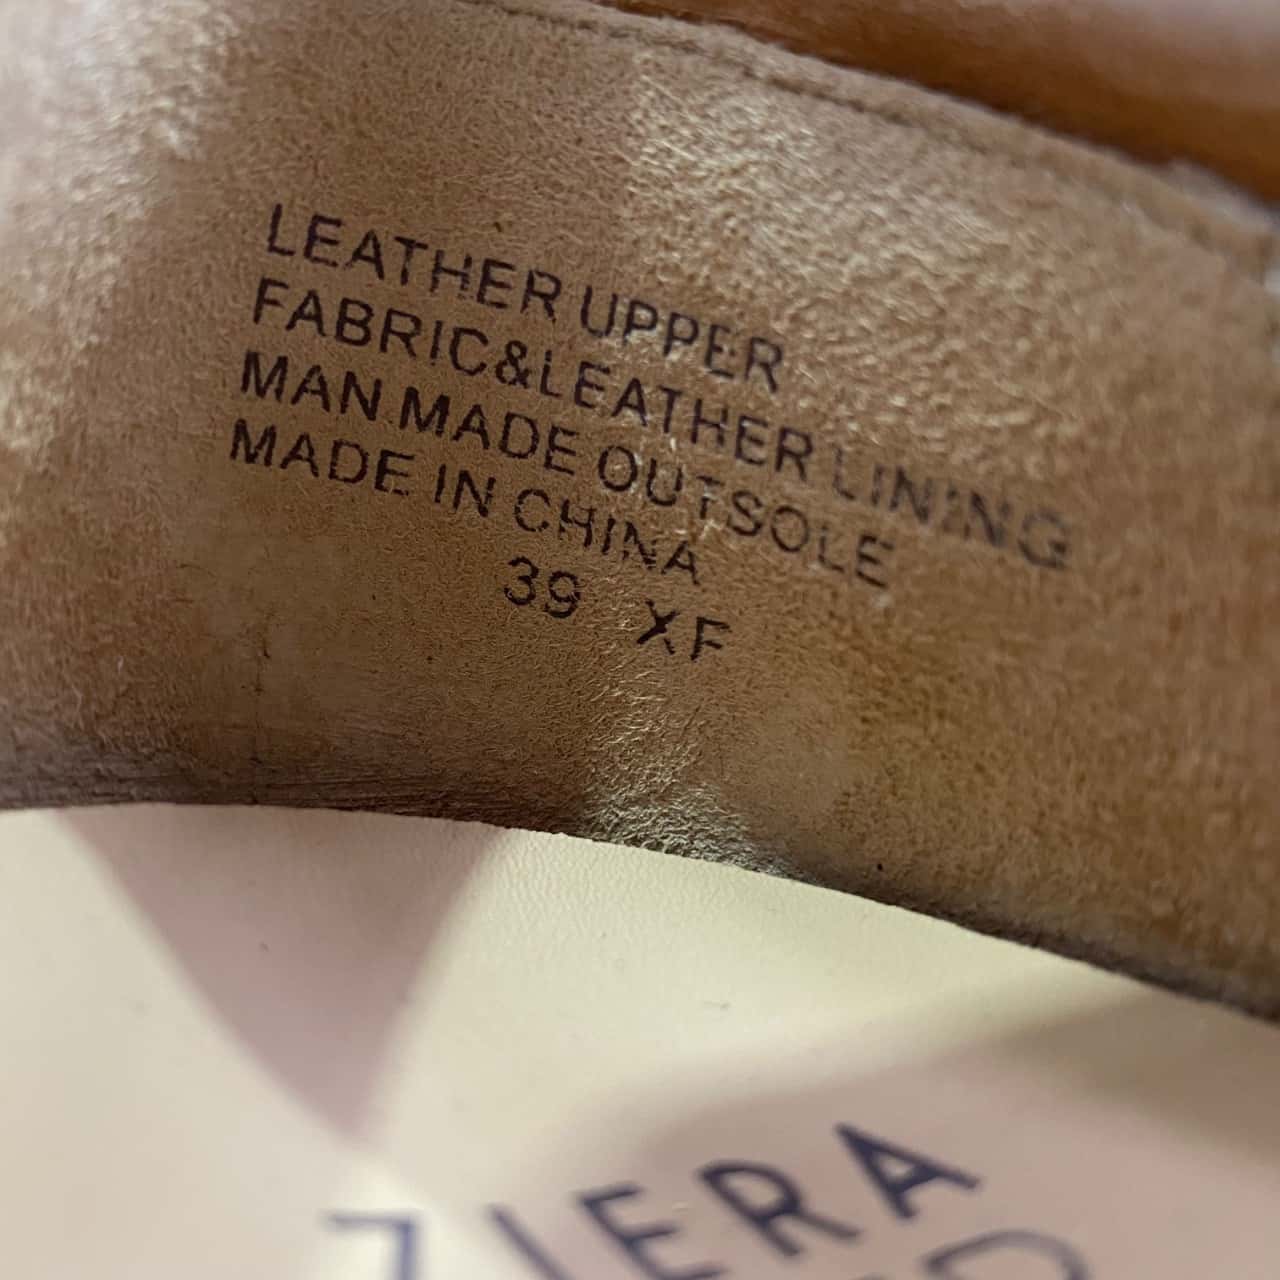 LEATHER UPPER
FABRIC&LEATHER LINING
MAN MADE OUTSOLE
MADE IN CHINA
39 XF
ZIERA